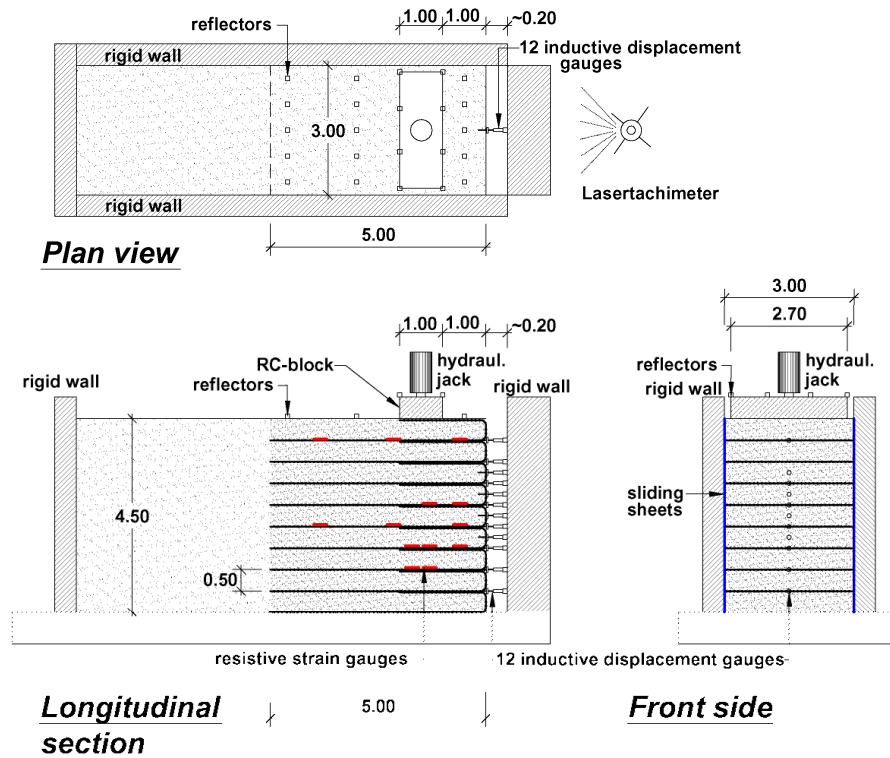 1.00 1.00 ~0.20
reflectors
12 inductive displacement
gauges
rigid wall
3.00
Lasertachimeter
rigid wall
5.00
Plan view
3.00
1.00 1.00 ~0.20
2.70
RC-block
hydraul.
jack
rigid wall
reflectors
rigid wall
reflectors
rigid wall
hydraul.
jack
4.50
sliding
sheets
0.50
resistive strain gauges
12 inductive displacement gauges
Longitudinal
section
5.00
Front side